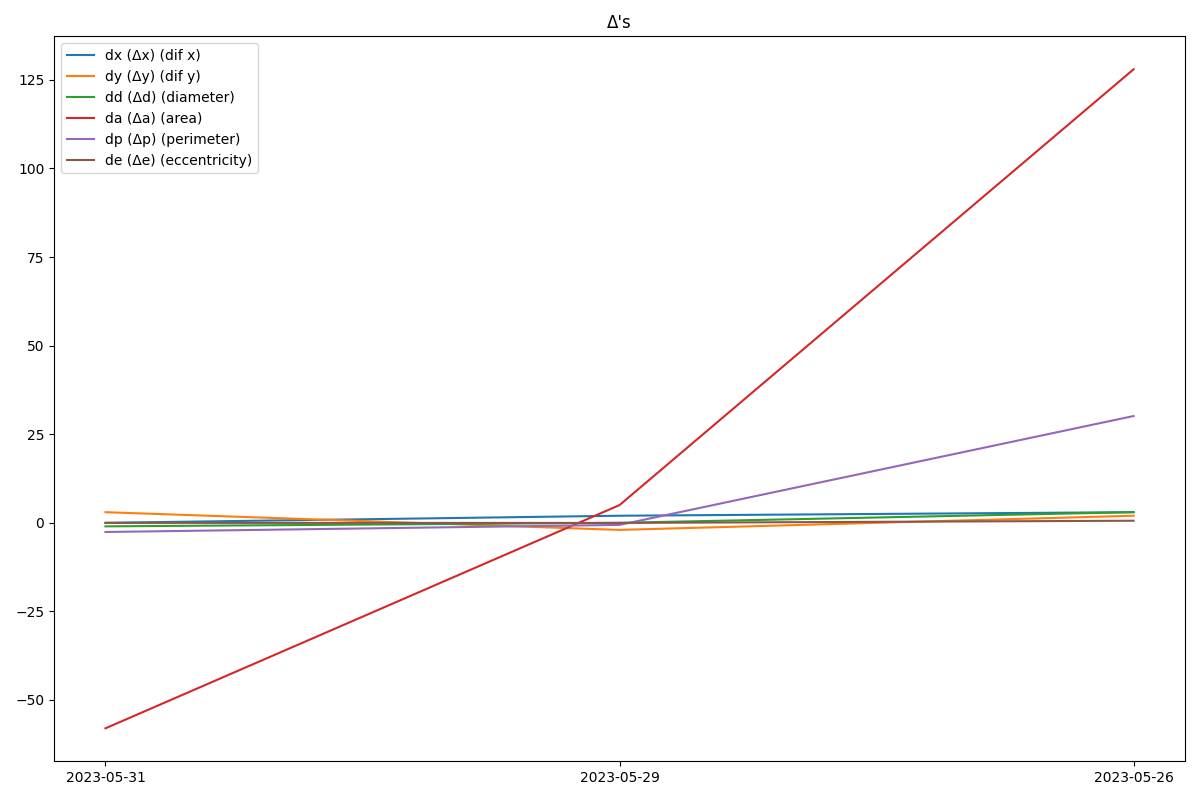 Δ's
dx (Δx) (dif x)
dy (Δy) (dif y)
dd (Δd) (diameter)
da (Δa) (area)
dp (Δp) (perimeter)
de (Δe) (eccentricity)
125
100
75
50
25
0
−25
−50
2023-05-31 2023-05-29 2023-05-26